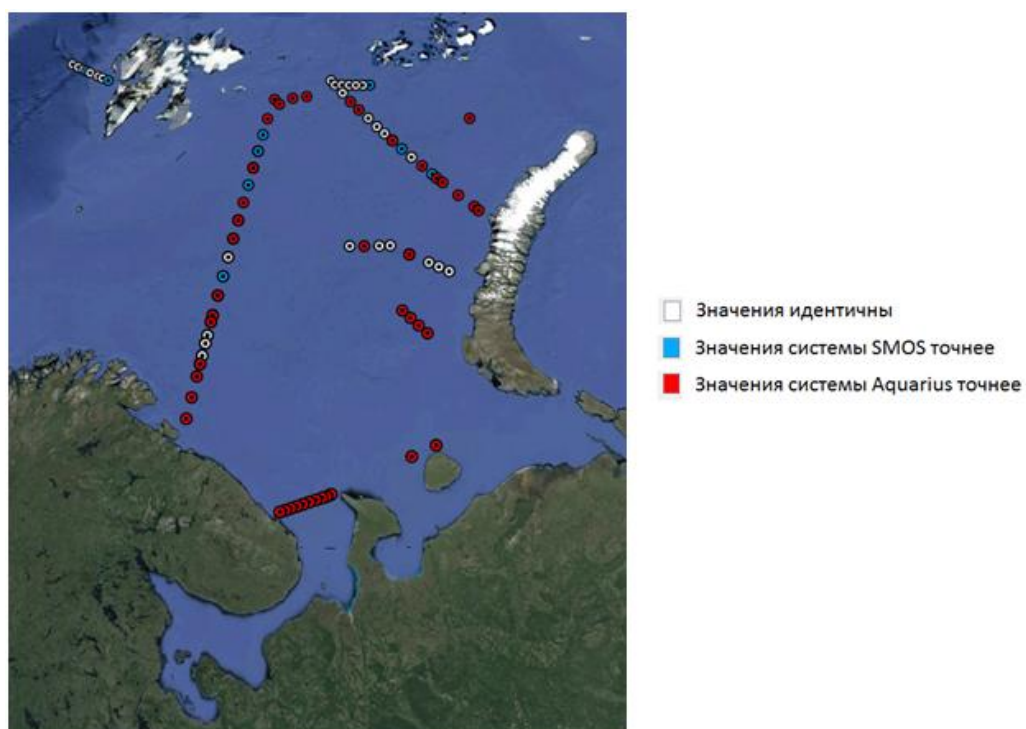 Значения идентичны
Значения системы SMOS точнее
Значения системы Aquarius точнее